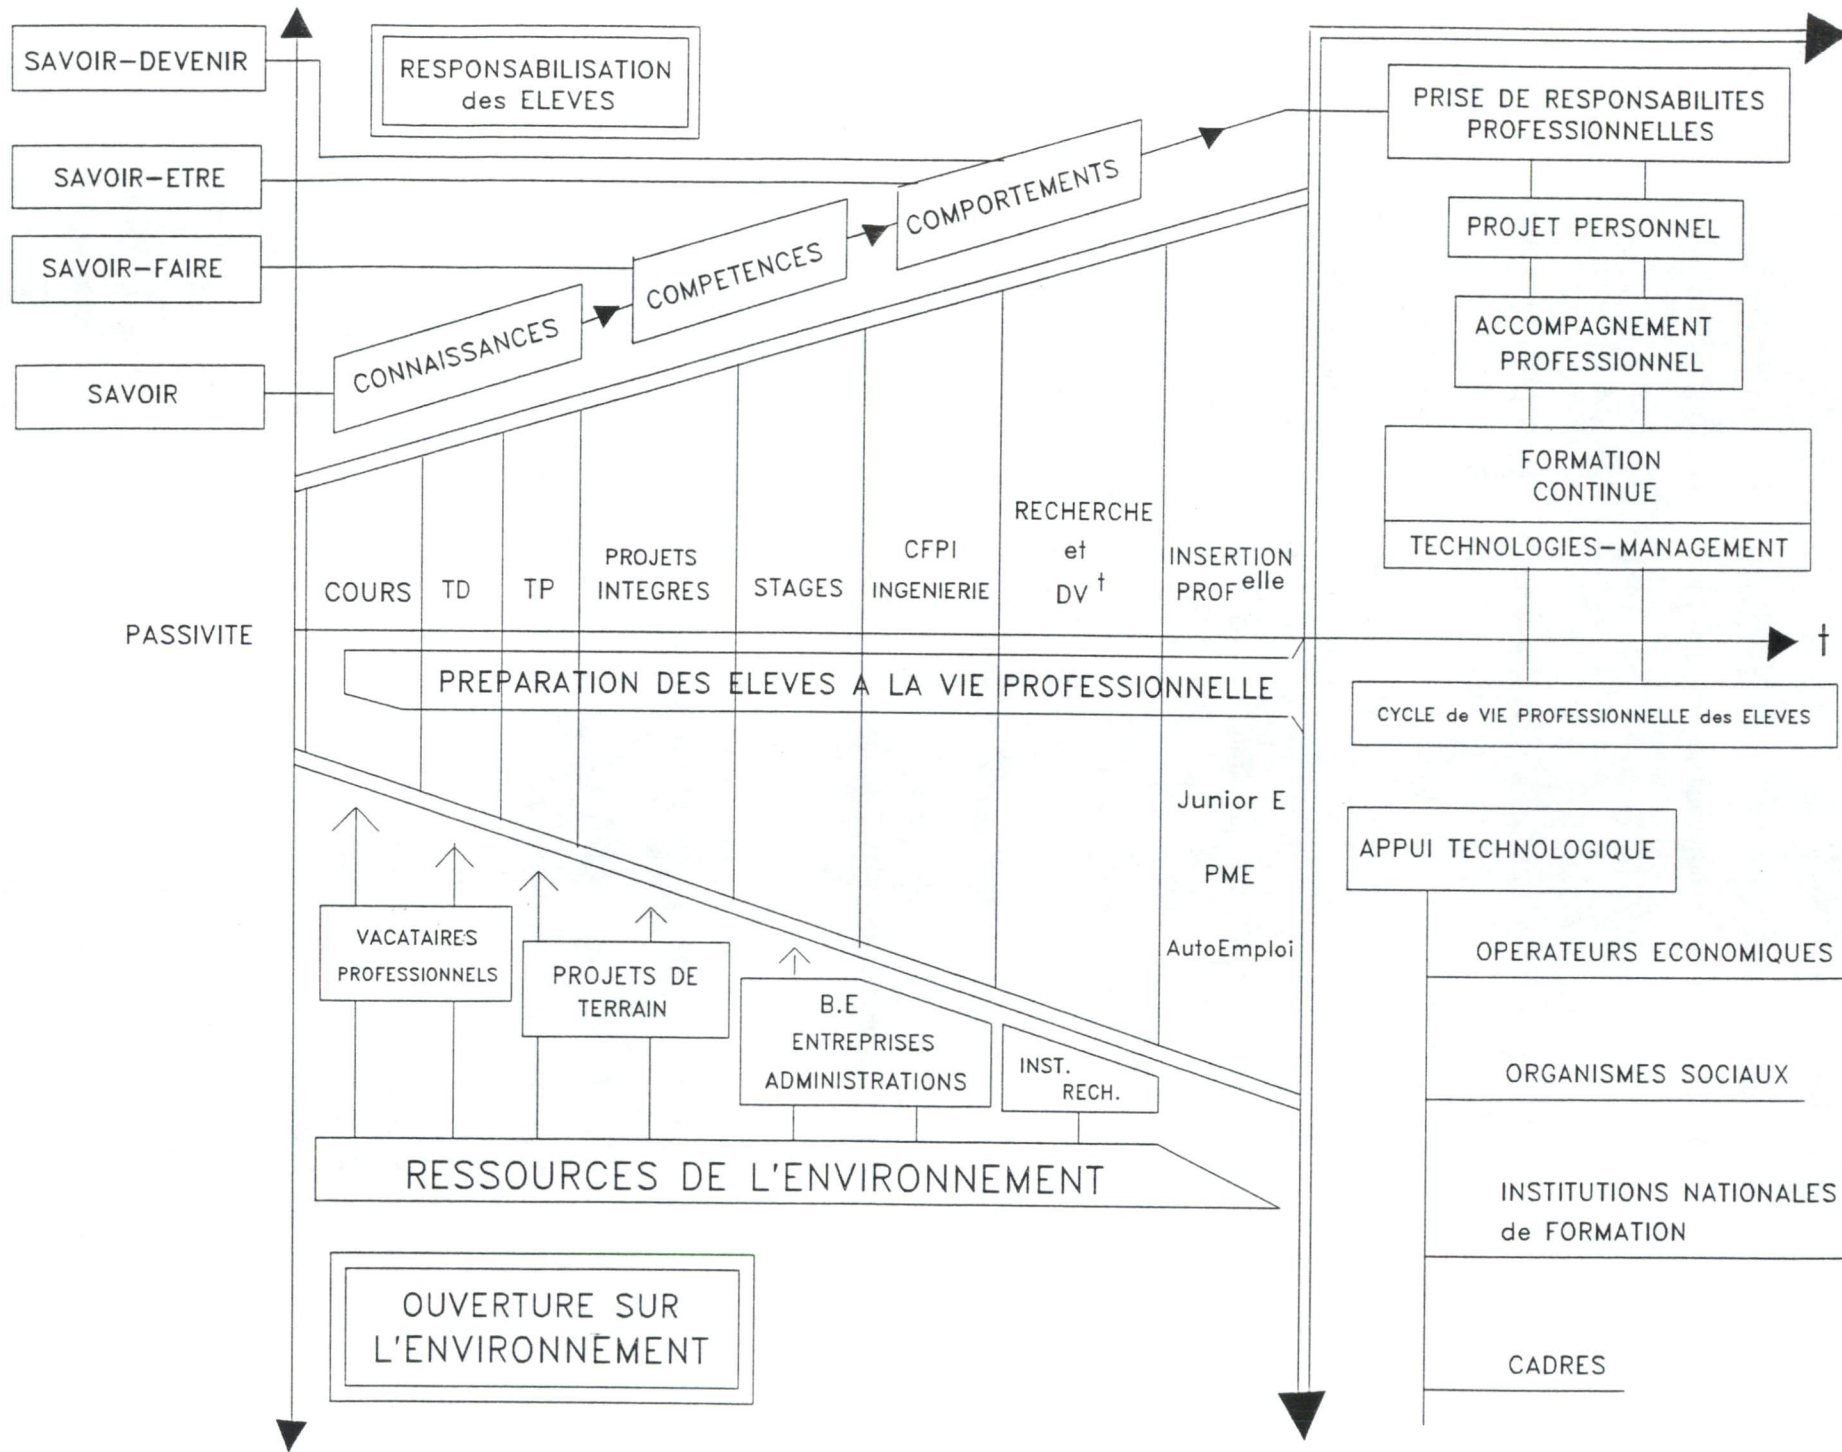 SAVOIR-DEVENIR
SAVOIR-ETRE
SAVOIR-FAIRE
SAVOIR
RESPONSABILISATION
des ELEVES
CONNAISSANCES
COMPETENCES
COMPORTEMENTS
PRISE DE RESPONSABILITES
PROFESSIONNELLES
PROJET PERSONNEL
ACCOMPAGNEMENT
PROFESSIONNEL
FORMATION
CONTINUE
TECHNOLOGIES-MANAGEMENT
COURS
TD
TP
PROJETS
INTEGRES
STAGES
CFPI
INGENIERIE
RECHERCHE
et
DV t
INSERTION
PROF elle
PASSIVITE
t
PREPARATION DES ELEVES A LA VIE PROFESSIONNELLE
CYCLE de VIE PROFESSIONNELLE des ELEVES
Junior E
PME
AutoEmploi
APPUI TECHNOLOGIQUE
OPERATEURS ECONOMIQUES
ORGANISMES SOCIAUX
INSTITUTIONS NATIONALES
de FORMATION
CADRES
VACATAIRES
PROFESSIONNELS
PROJETS DE
TERRAIN
B.E
ENTREPRISES
ADMINISTRATIONS
INST.
RECH.
RESSOURCES DE L'ENVIRONNEMENT
OUVERTURE SUR
L'ENVIRONNEMENT